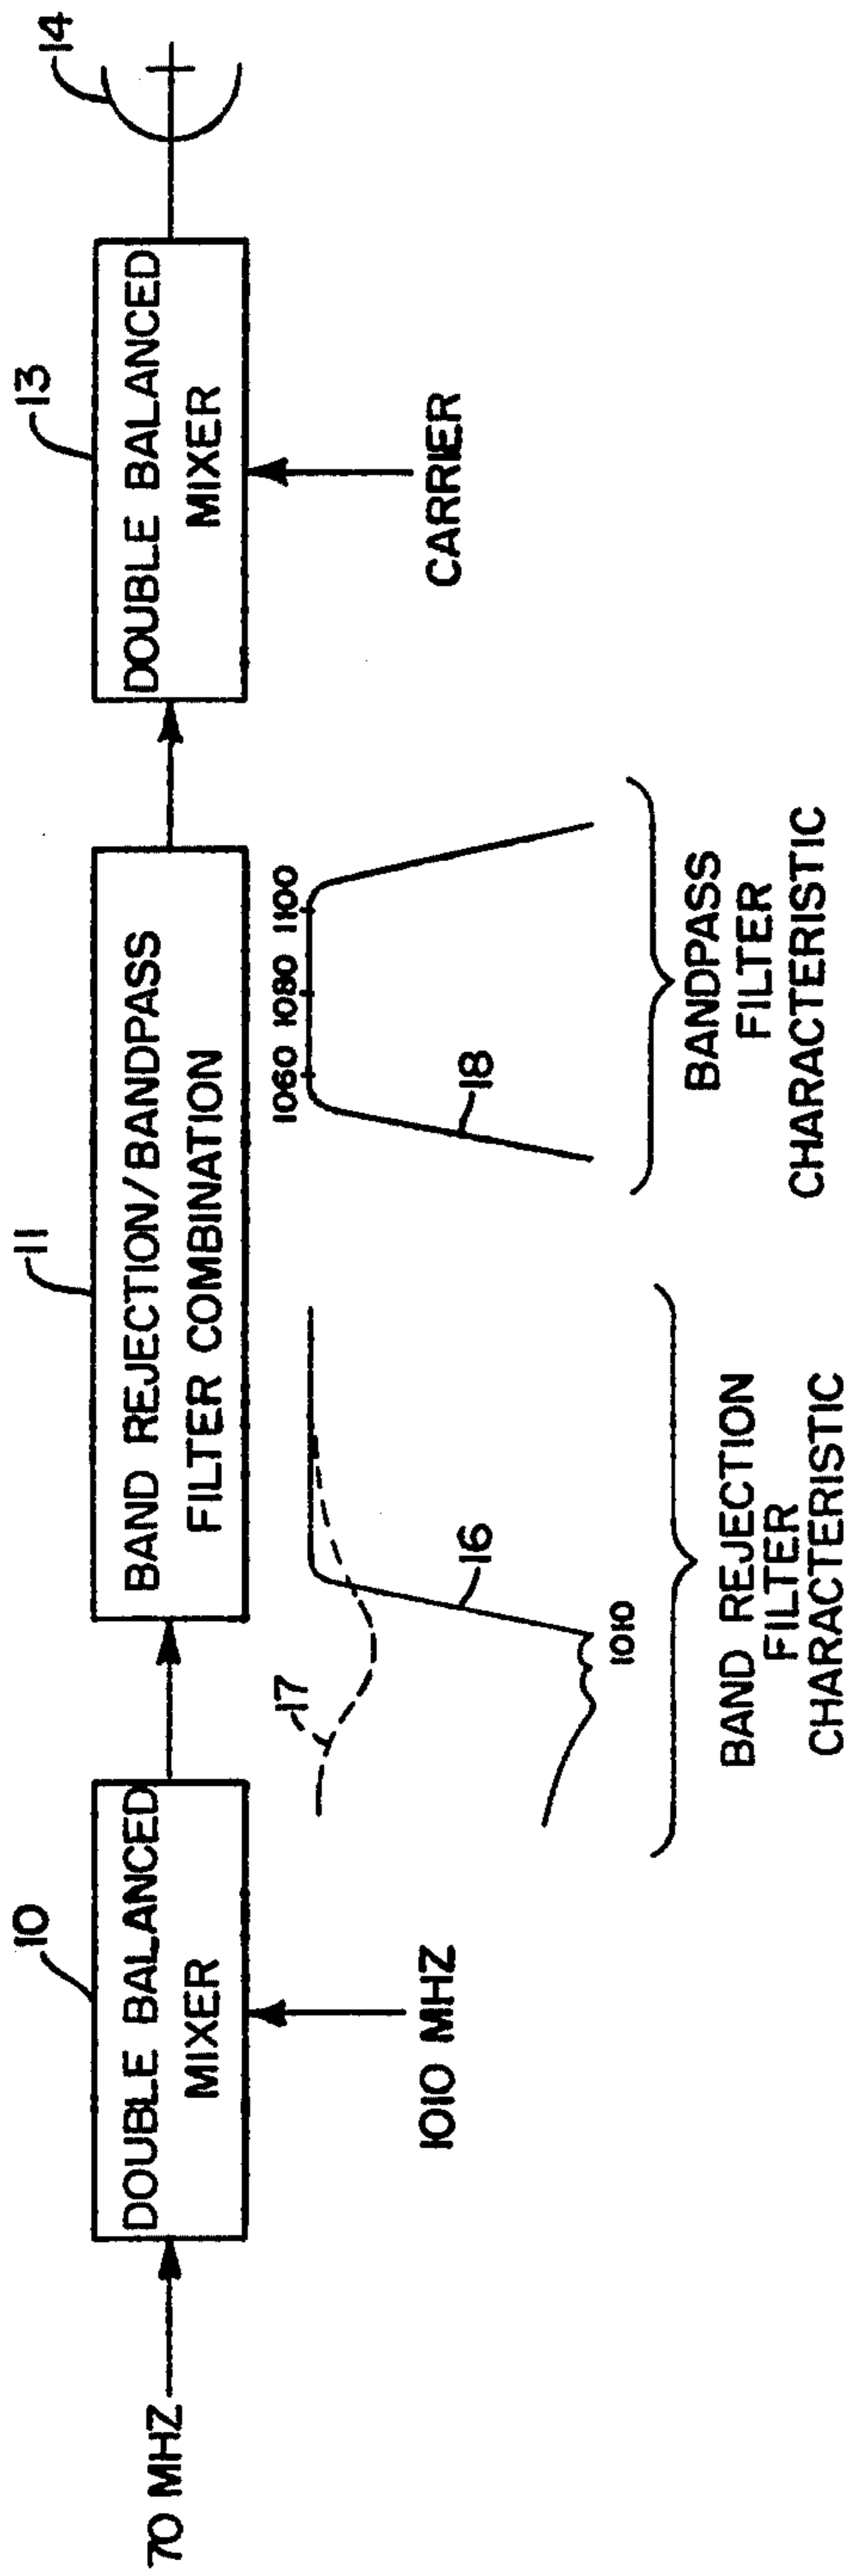 70 MHZ
10
DOUBLE BALANCED
MIXER
1010 MHZ
11
BAND REJECTION/BANDPASS
FILTER COMBINATION
13
DOUBLE BALANCED
MIXER
CARRIER
14
17
16
1010
BAND REJECTION
FILTER
CHARACTERISTIC
1060 1080 1100
18
BANDPASS
FILTER
CHARACTERISTIC